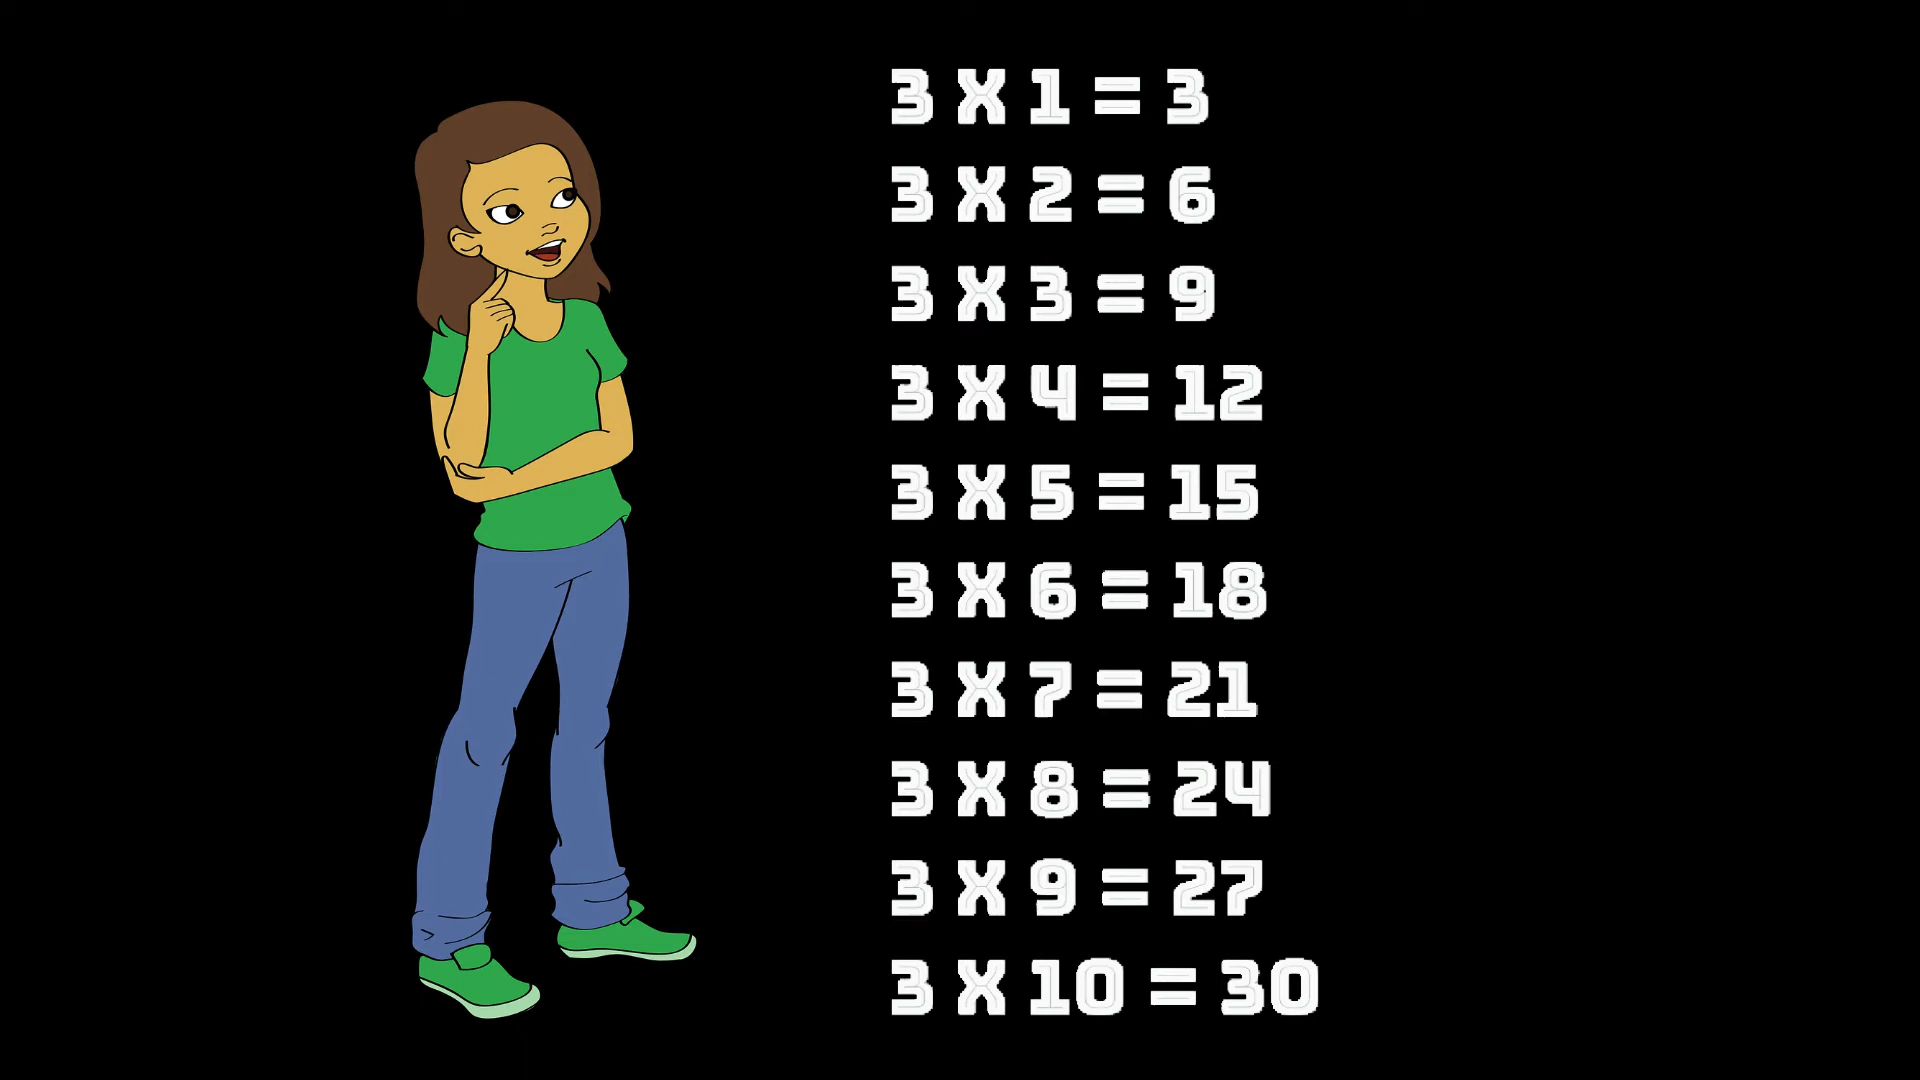 3 X 1 = 3
3 X 2 = 6
3 X 3 = 9
3 X 4 = 12
3 X 5 = 15
3 X 6 = 18
3 X 7 = 21
3 X 8 = 24
3 X 9 = 27
3 X 10 = 30